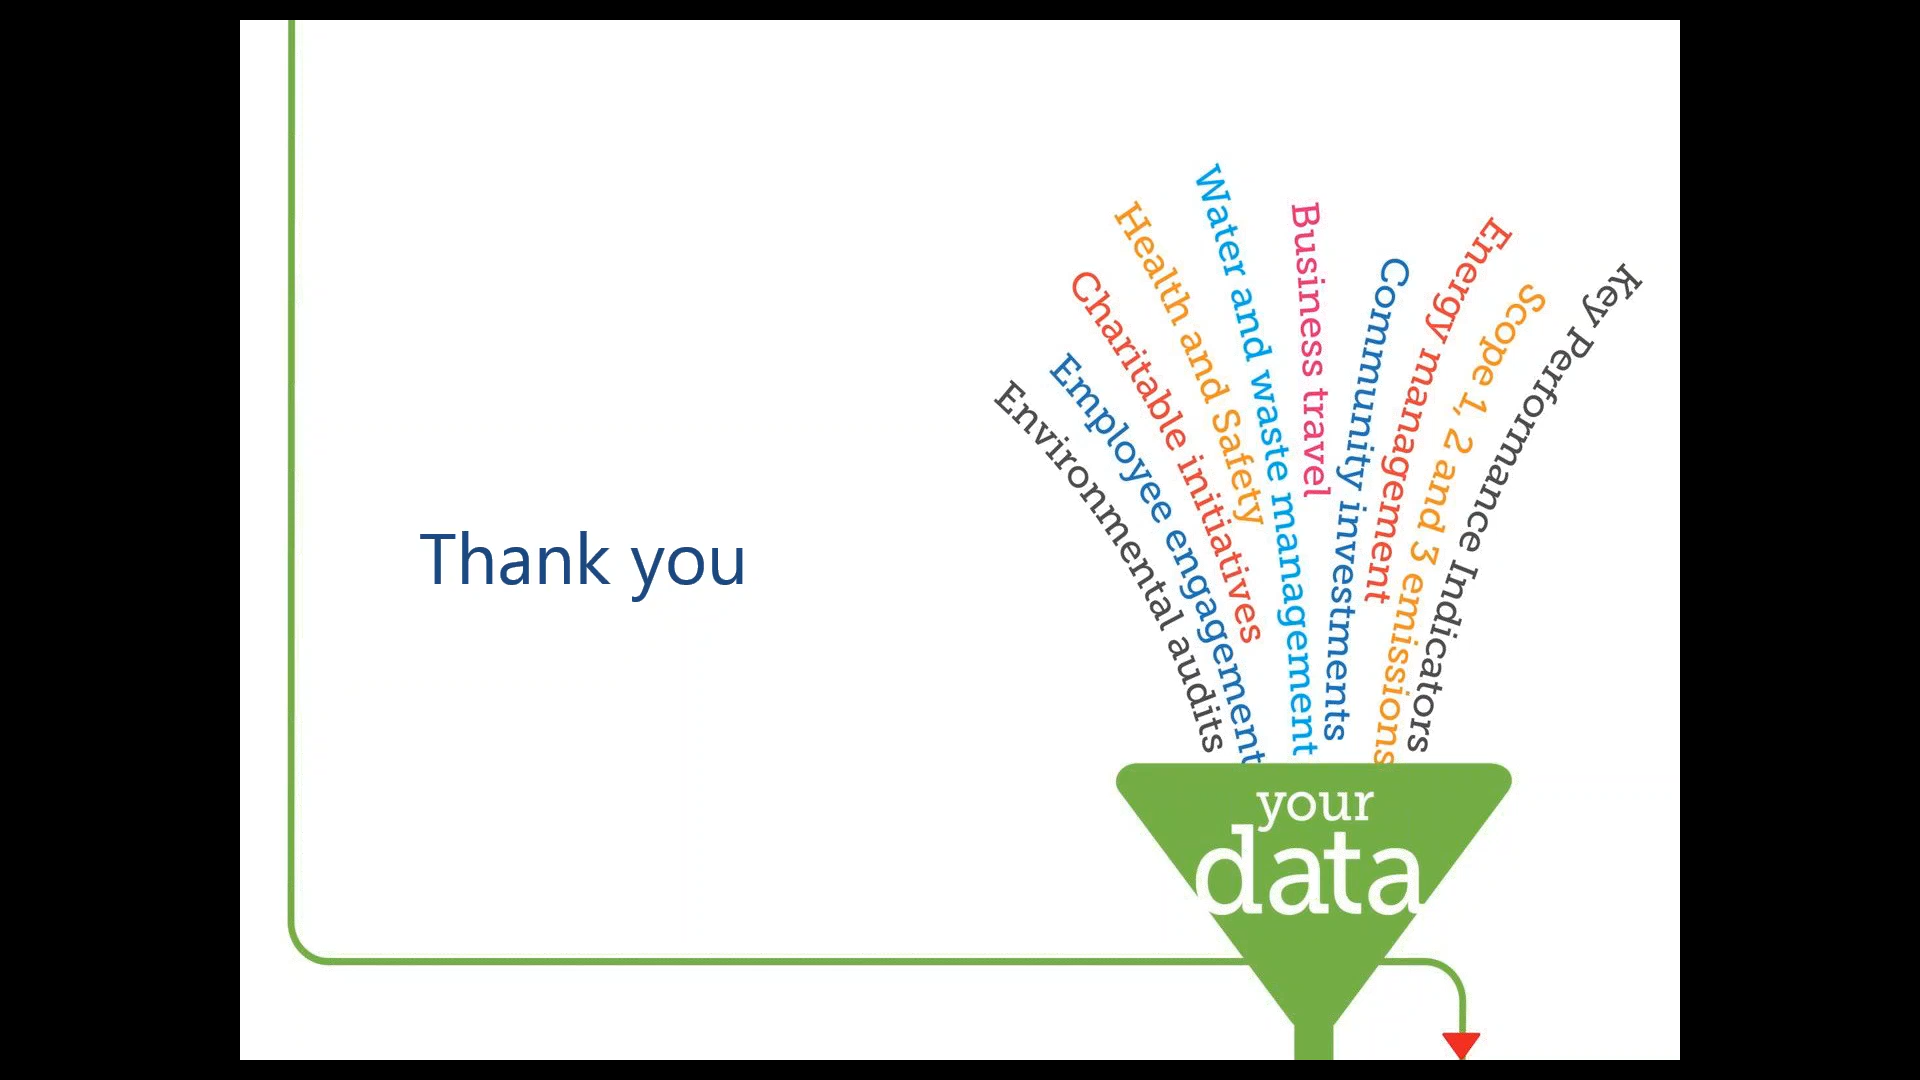 Thank you
Environmental audits
Employee engagement
Charitable initiatives
Health and Safety
Water and waste management
Business travel
Community investments
Energy management
Scope 1, 2 and 3 emissions
Key Performance Indicators
your
data